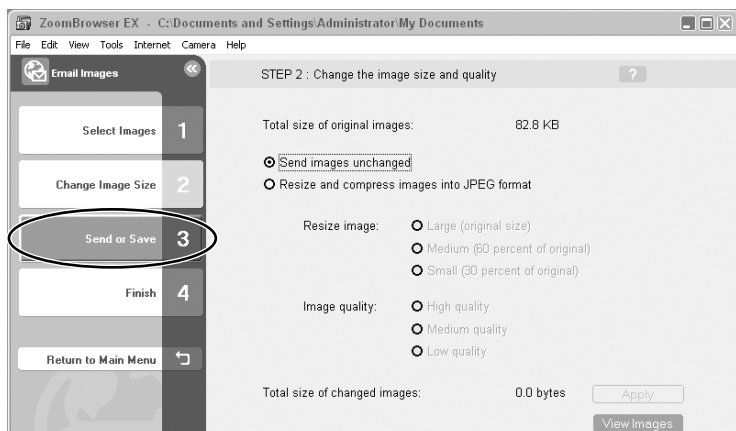 ZoomBrowser EX - C:\Documents and Settings\Administrator\My Documents
File Edit View Tools Internet Camera Help
Email Images
STEP 2 : Change the image size and quality
?
Select Images 1
Change Image Size 2
Send or Save 3
Finish 4
Return to Main Menu
Total size of original images: 82.8 KB
Send images unchanged
Resize and compress images into JPEG format
Resize image: Large (original size)
Medium (60 percent of original)
Small (30 percent of original)
Image quality: High quality
Medium quality
Low quality
Total size of changed images: 0.0 bytes Apply
View Images